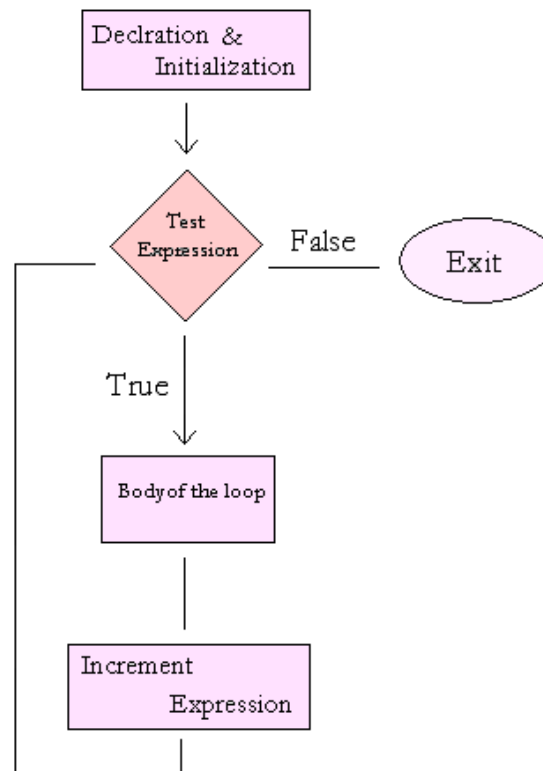 Declration &
Initialization
Test
Expression
False
Exit
True
Body of the loop
Increment
Expression